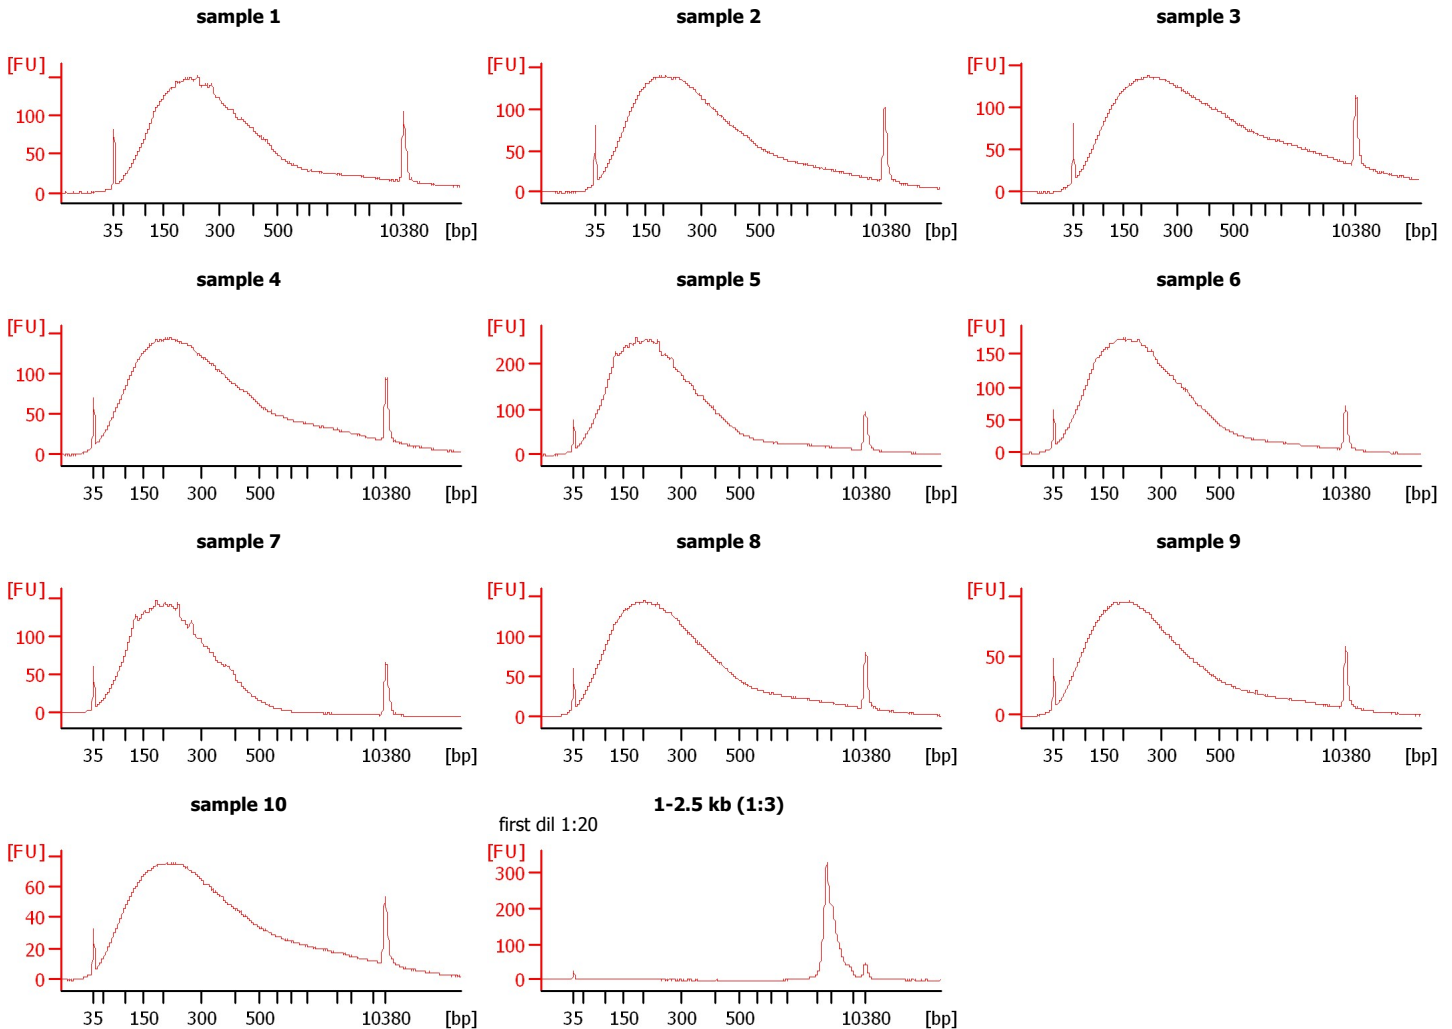 sample 1
sample 2
sample 3
[FU]
100
50
0
35 150 300 500 10380 [bp]
[FU]
100
50
0
35 150 300 500 10380 [bp]
[FU]
100
50
0
35 150 300 500 10380 [bp]
sample 4
sample 5
sample 6
[FU]
100
50
0
35 150 300 500 10380 [bp]
[FU]
200
100
0
35 150 300 500 10380 [bp]
[FU]
150
100
50
0
35 150 300 500 10380 [bp]
sample 7
sample 8
sample 9
[FU]
100
50
0
35 150 300 500 10380 [bp]
[FU]
100
50
0
35 150 300 500 10380 [bp]
[FU]
50
0
35 150 300 500 10380 [bp]
sample 10
1-2.5 kb (1:3)
first dil 1:20
[FU]
60
40
20
0
35 150 300 500 10380 [bp]
[FU]
300
200
100
0
35 150 300 500 10380 [bp]